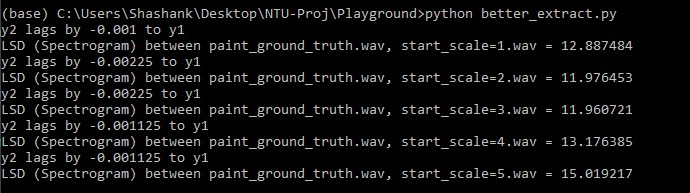 (base) C:\Users\Shashank\Desktop\NTU-Proj\Playground>python better_extract.py
y2 lags by -0.001 to y1
LSD (Spectrogram) between paint_ground_truth.wav, start_scale=1.wav = 12.887484
y2 lags by -0.00225 to y1
LSD (Spectrogram) between paint_ground_truth.wav, start_scale=2.wav = 11.976453
y2 lags by -0.00225 to y1
LSD (Spectrogram) between paint_ground_truth.wav, start_scale=3.wav = 11.960721
y2 lags by -0.001125 to y1
LSD (Spectrogram) between paint_ground_truth.wav, start_scale=4.wav = 13.176385
y2 lags by -0.001125 to y1
LSD (Spectrogram) between paint_ground_truth.wav, start_scale=5.wav = 15.019217